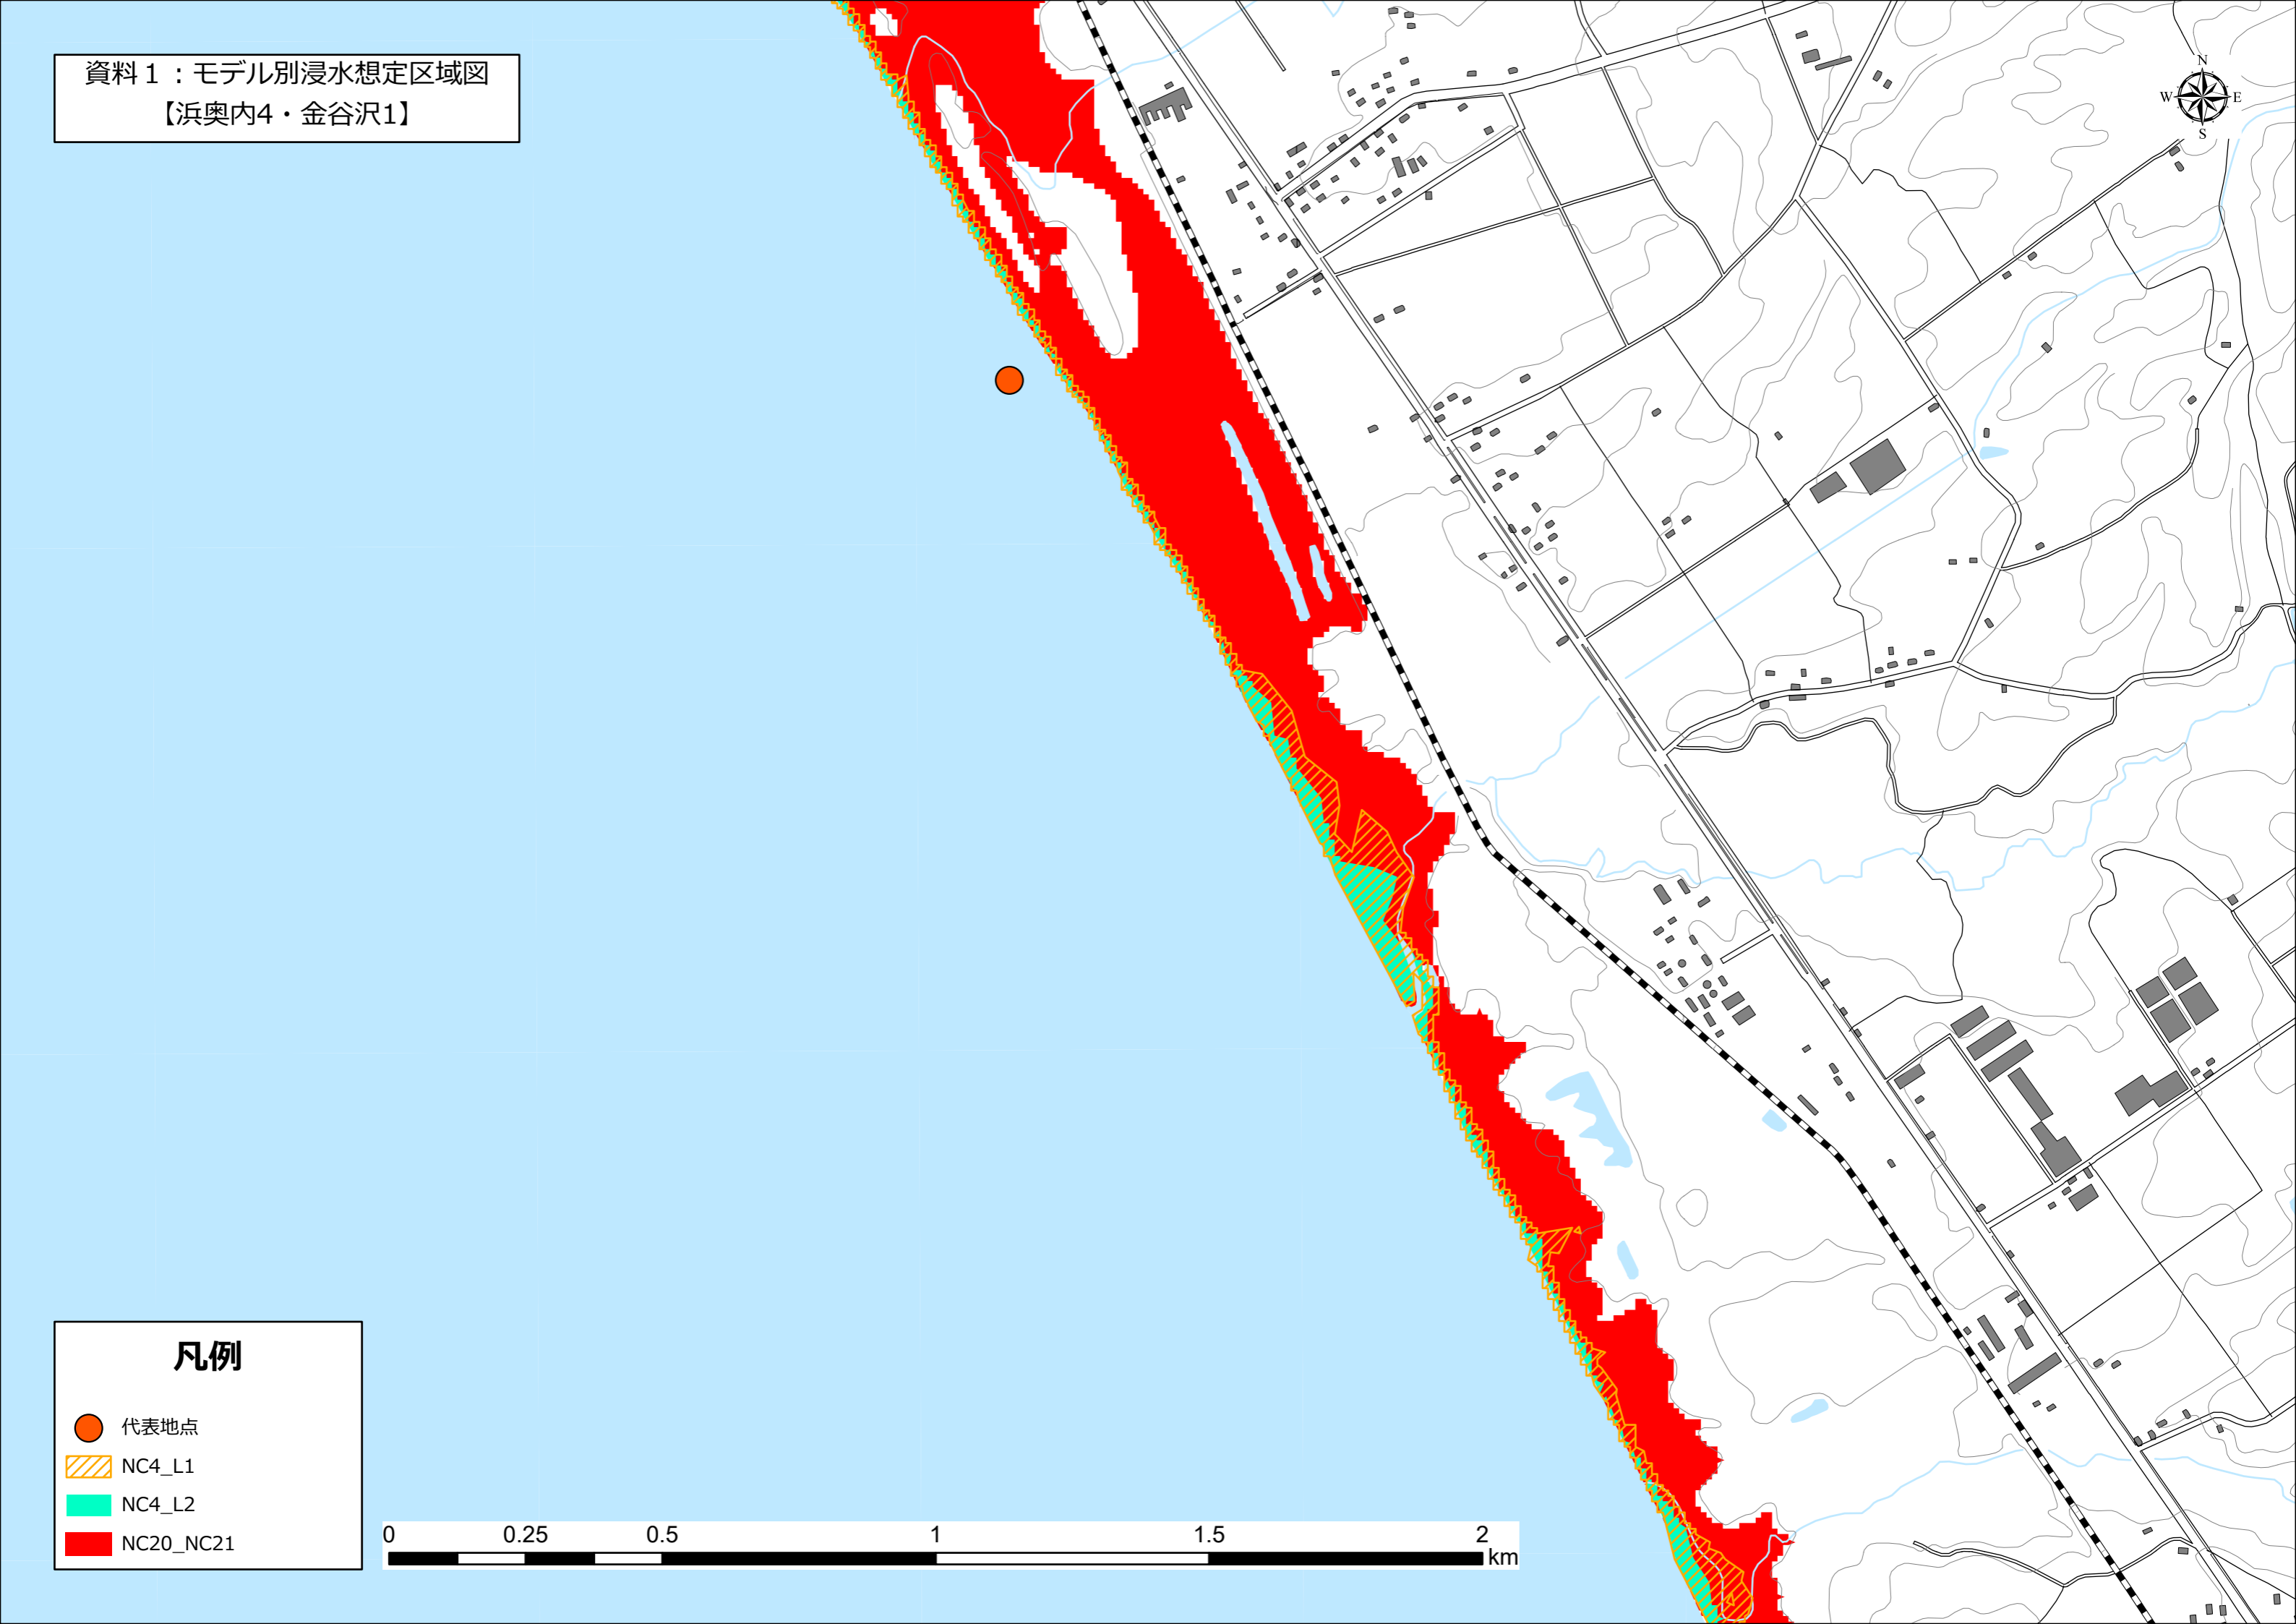 資料１：モデル別浸水想定区域図
【浜奥内4・金谷沢1】
N
W E
S
凡例
代表地点
NC4_L1
NC4_L2
NC20_NC21
0 0.25 0.5 1 1.5 2
km